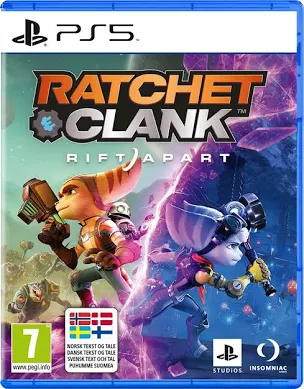 PS5
RATCHET
& CLANK
TM
RIFT APART
7
www.pegi.info
NORSK TEKST OG TALE
DANSK TEKST OG TALE
SVENSK TEXT OCH TAL
PUHUMME SUOMEA
STUDIOS
INSOMNIAC